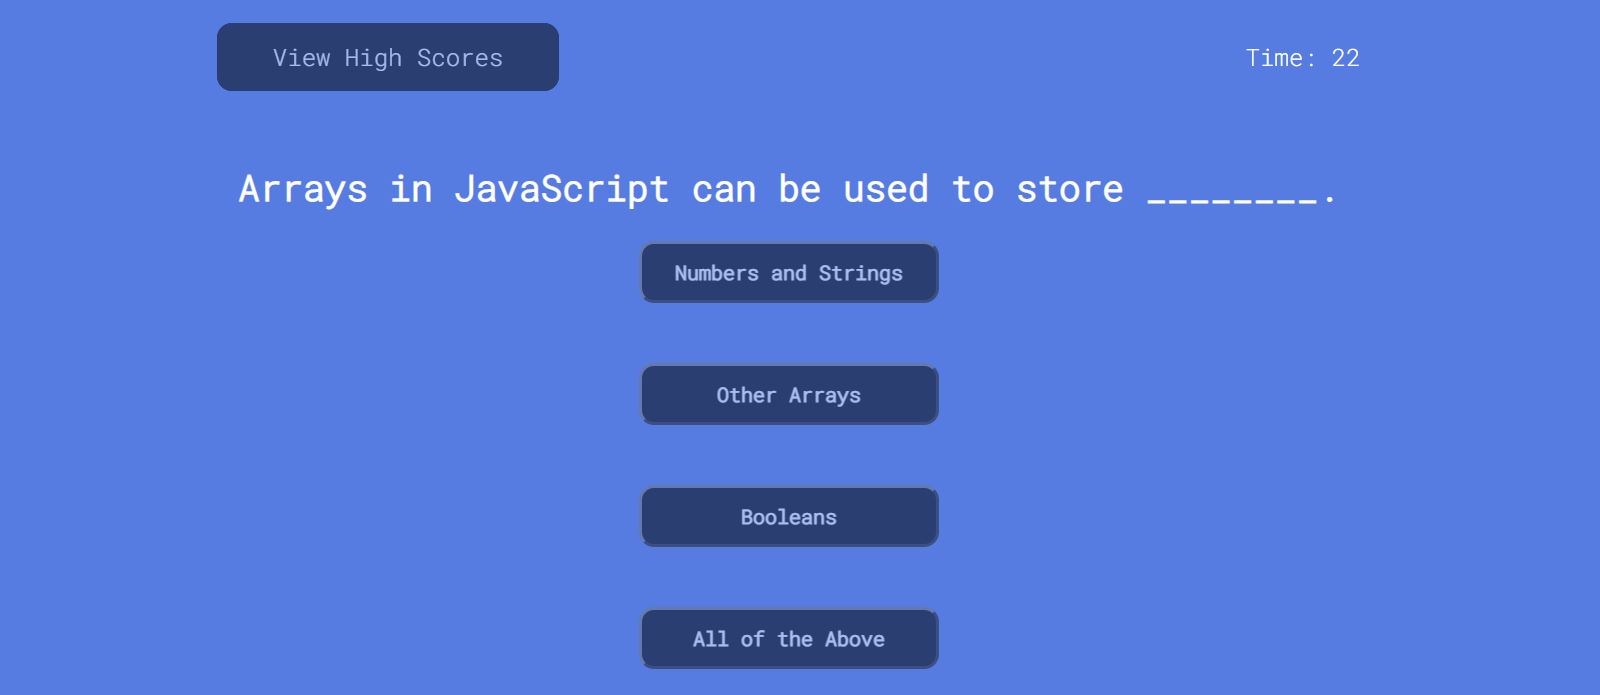 View High Scores
Time: 22
Arrays in JavaScript can be used to store ________.
Numbers and Strings
Other Arrays
Booleans
All of the Above